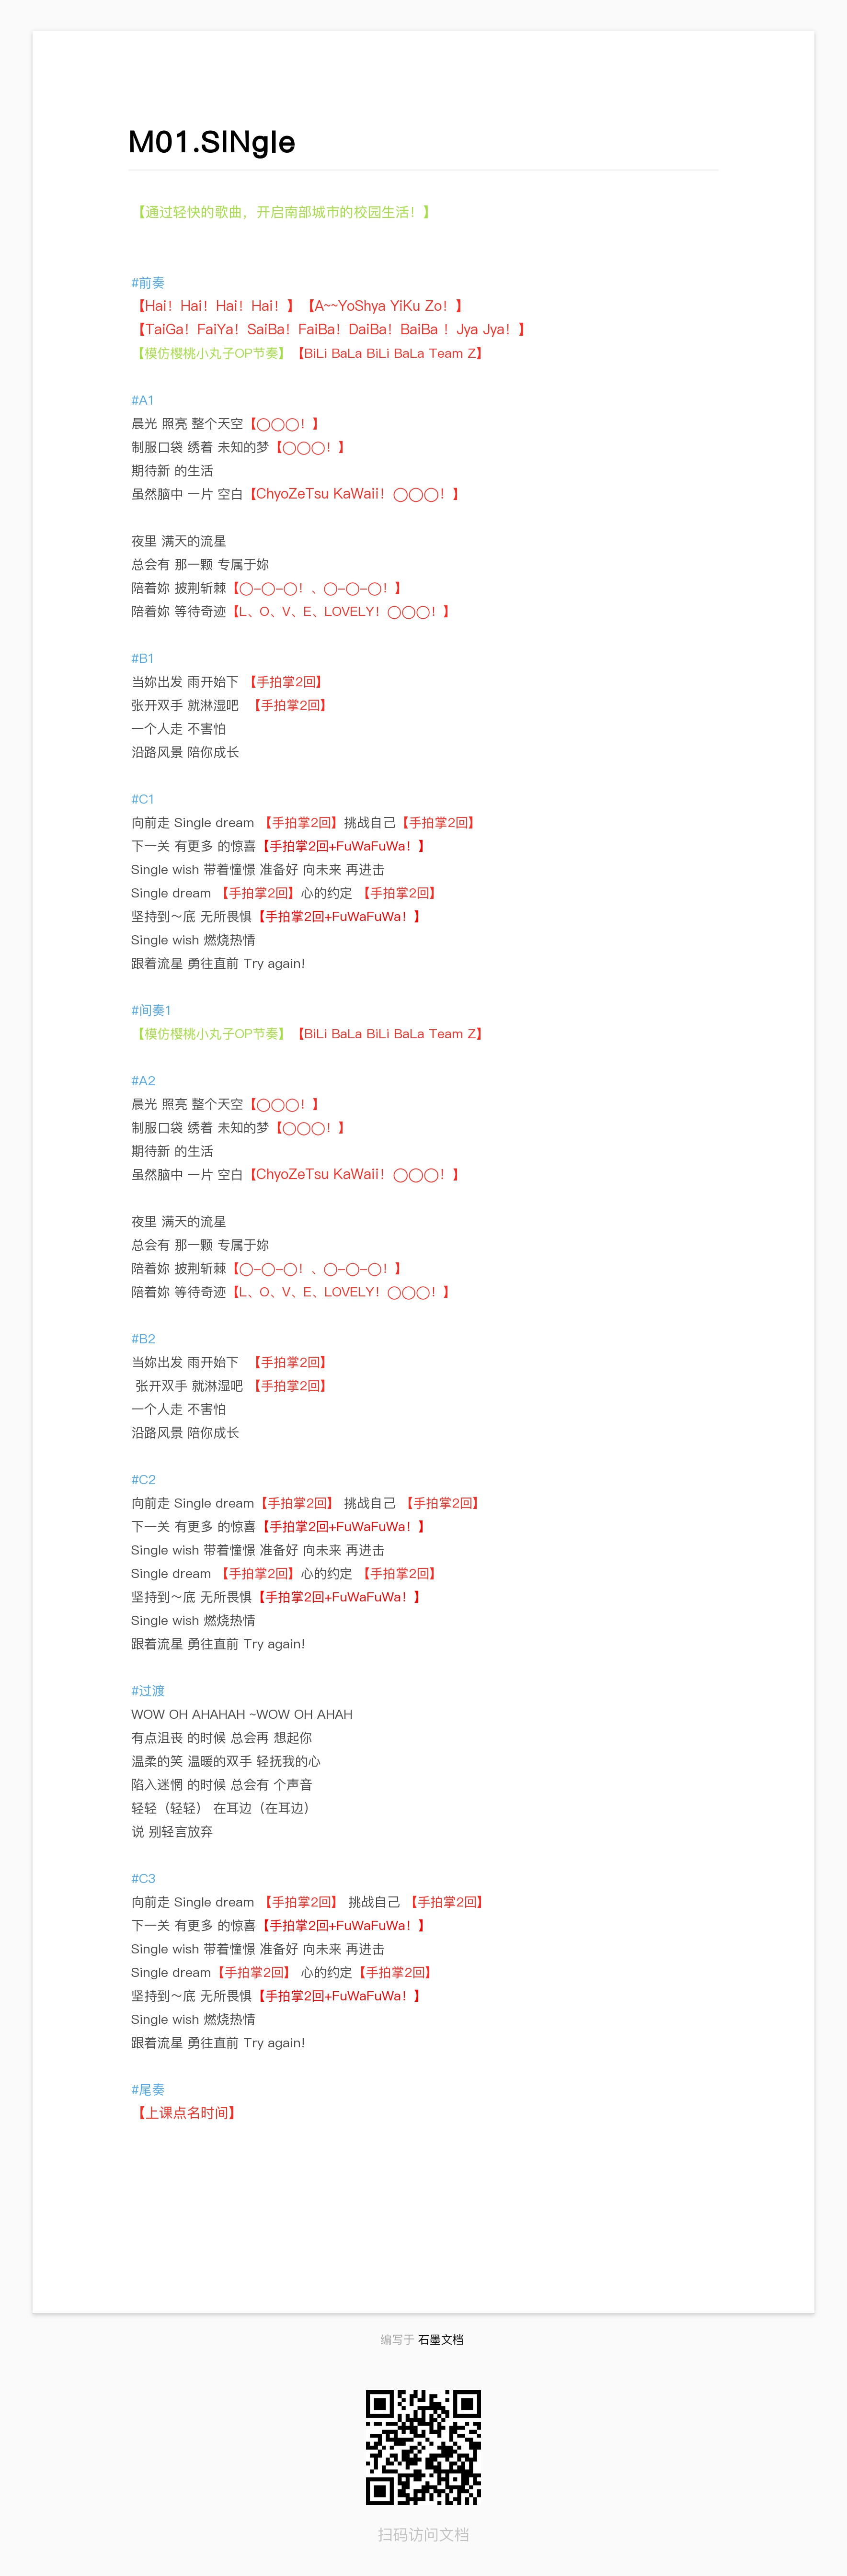 M01.SINgle
【通过轻快的歌曲，开启南部城市的校园生活！】
#前奏
【Hai！Hai！Hai！Hai！】【A~~YoShya YiKu Zo！】
【TaiGa！FaiYa！SaiBa！FaiBa！DaiBa！BaiBa ！Jya Jya！】
【模仿樱桃小丸子OP节奏】【BiLi BaLa BiLi BaLa Team Z】
#A1
晨光 照亮 整个天空【◯◯◯！】
制服口袋 绣着 未知的梦【◯◯◯！】
期待新 的生活
虽然脑中 一片 空白【ChyoZeTsu KaWaii！◯◯◯！】
夜里 满天的流星
总会有 那一颗 专属于妳
陪着妳 披荆斩棘【◯–◯–◯！、◯–◯–◯！】
陪着妳 等待奇迹【L、O、V、E、LOVELY！◯◯◯！】
#B1
当妳出发 雨开始下 【手拍掌2回】
张开双手 就淋湿吧 【手拍掌2回】
一个人走 不害怕
沿路风景 陪你成长
#C1
向前走 Single dream 【手拍掌2回】挑战自己【手拍掌2回】
下一关 有更多 的惊喜【手拍掌2回+FuWaFuWa！】
Single wish 带着憧憬 准备好 向未来 再进击
Single dream 【手拍掌2回】心的约定 【手拍掌2回】
坚持到～底 无所畏惧【手拍掌2回+FuWaFuWa！】
Single wish 燃烧热情
跟着流星 勇往直前 Try again!
#间奏1
【模仿樱桃小丸子OP节奏】【BiLi BaLa BiLi BaLa Team Z】
#A2
晨光 照亮 整个天空【◯◯◯！】
制服口袋 绣着 未知的梦【◯◯◯！】
期待新 的生活
虽然脑中 一片 空白【ChyoZeTsu KaWaii！◯◯◯！】
夜里 满天的流星
总会有 那一颗 专属于妳
陪着妳 披荆斩棘【◯–◯–◯！、◯–◯–◯！】
陪着妳 等待奇迹【L、O、V、E、LOVELY！◯◯◯！】
#B2
当妳出发 雨开始下 【手拍掌2回】
张开双手 就淋湿吧 【手拍掌2回】
一个人走 不害怕
沿路风景 陪你成长
#C2
向前走 Single dream【手拍掌2回】 挑战自己 【手拍掌2回】
下一关 有更多 的惊喜【手拍掌2回+FuWaFuWa！】
Single wish 带着憧憬 准备好 向未来 再进击
Single dream 【手拍掌2回】心的约定 【手拍掌2回】
坚持到～底 无所畏惧【手拍掌2回+FuWaFuWa！】
Single wish 燃烧热情
跟着流星 勇往直前 Try again!
#过渡
WOW OH AHAHAH ~WOW OH AHAH
有点沮丧 的时候 总会再 想起你
温柔的笑 温暖的双手 轻抚我的心
陷入迷惘 的时候 总会有 个声音
轻轻（轻轻） 在耳边（在耳边）
说 别轻言放弃
#C3
向前走 Single dream 【手拍掌2回】 挑战自己 【手拍掌2回】
下一关 有更多 的惊喜【手拍掌2回+FuWaFuWa！】
Single wish 带着憧憬 准备好 向未来 再进击
Single dream【手拍掌2回】 心的约定【手拍掌2回】
坚持到～底 无所畏惧【手拍掌2回+FuWaFuWa！】
Single wish 燃烧热情
跟着流星 勇往直前 Try again!
#尾奏
【上课点名时间】
编写于 石墨文档
扫码访问文档